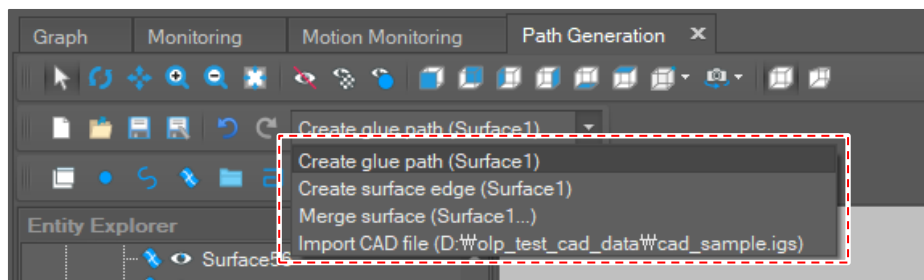 Graph Monitoring Motion Monitoring Path Generation X
Create glue path (Surface1)
Create glue path (Surface1)
Create surface edge (Surface1)
Merge surface (Surface1...)
Import CAD file (D:₩olp_test_cad_data₩cad_sample.igs)
Entity Explorer
Surface56